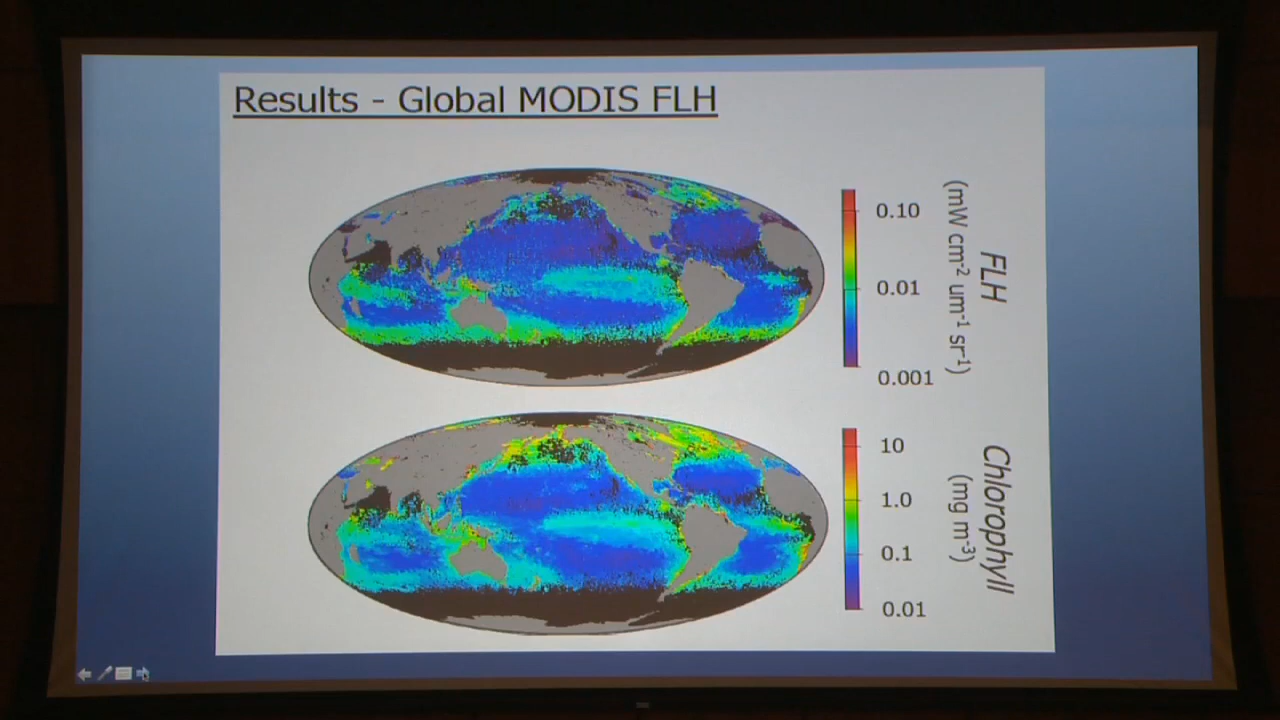 Results - Global MODIS FLH
0.10
0.01
0.001
FLH
(mW cm-2 um-1 sr-1)
10
1.0
0.1
0.01
Chlorophyll
(mg m-3)